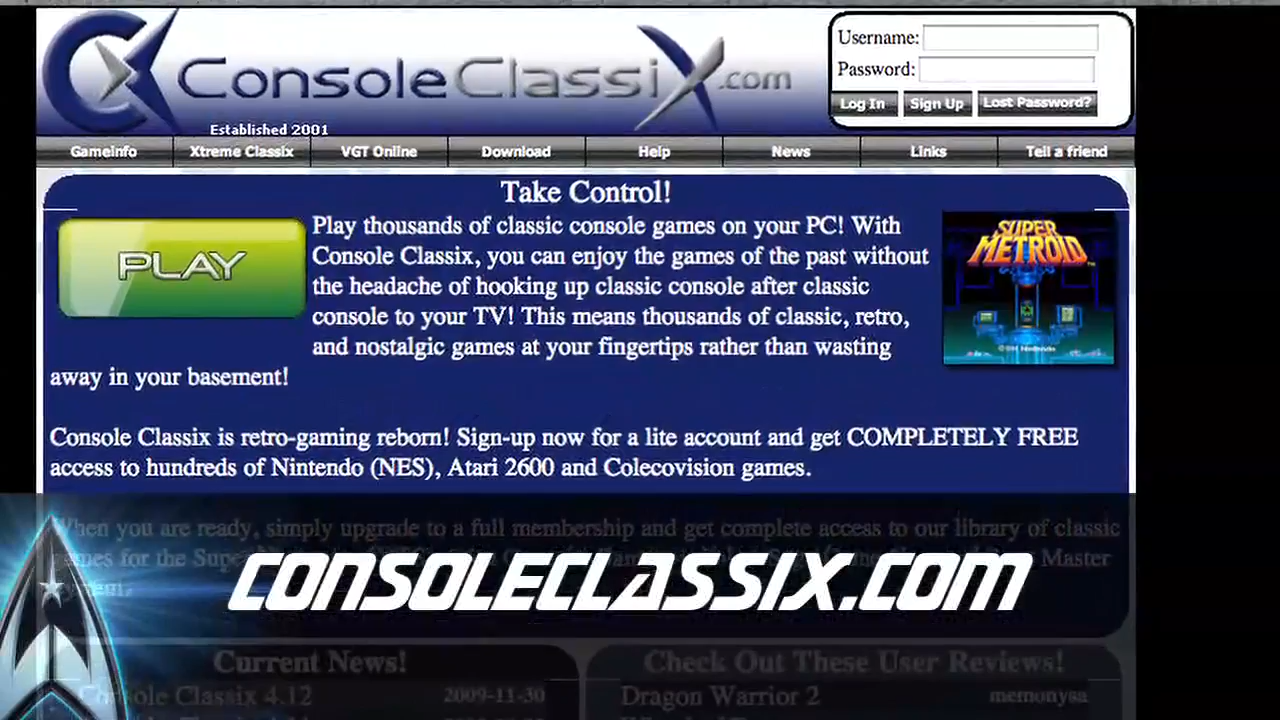 ConsoleClassiX.com
Established 2001
Username:
Password:
Log In Sign Up Lost Password?
GameInfo Xtreme Classix VGT Online Download Help News Links Tell a friend
Take Control!
PLAY
Play thousands of classic console games on your PC! With
Console Classix, you can enjoy the games of the past without
the headache of hooking up classic console after classic
console to your TV! This means thousands of classic, retro,
and nostalgic games at your fingertips rather than wasting
away in your basement!
SUPER
METROID
Console Classix is retro-gaming reborn! Sign-up now for a lite account and get COMPLETELY FREE
access to hundreds of Nintendo (NES), Atari 2600 and Colecovision games.
When you are ready, simply upgrade to a full membership and get complete access to our library of classic
games for the Master
CONSOLECLASSIX.COM
Current News!
Console Classix 4.12 2009-11-30
Check Out These User Reviews!
Dragon Warrior 2 memonysa